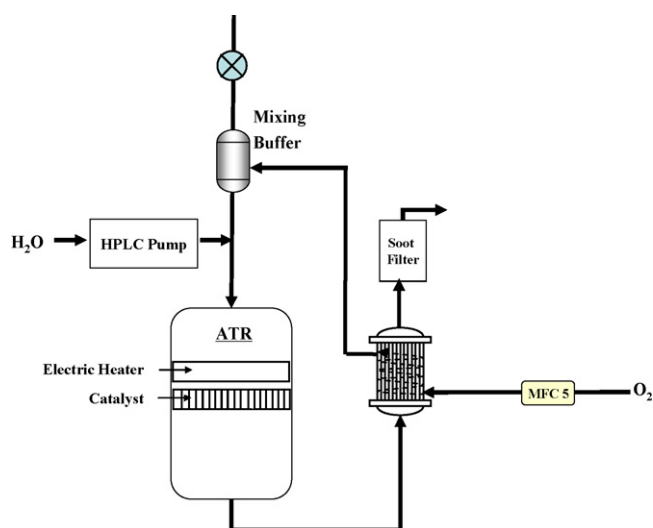 Mixing
Buffer
H₂O
HPLC Pump
Soot
Filter
ATR
Electric Heater
Catalyst
MFC 5
O₂